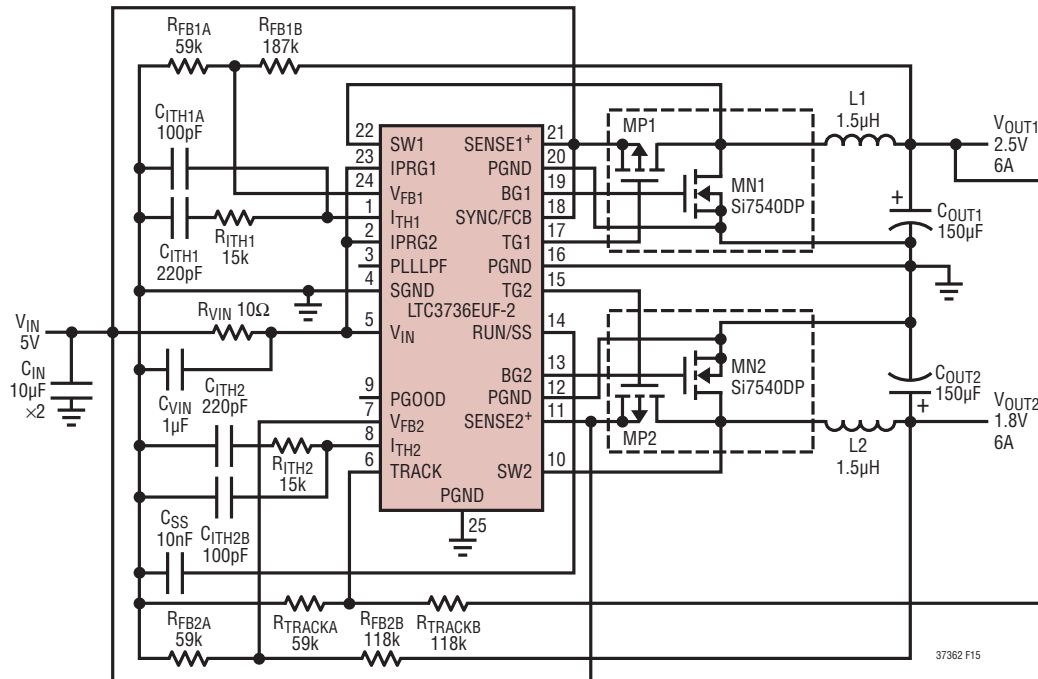 RFB1A
59k
RFB1B
187k
CITH1A
100pF
CITH1
220pF
RITH1
15k
VIN
5V
CIN
10µF
×2
RVIN 10Ω
CVIN
1µF
CITH2
220pF
RITH2
15k
CITH2B
100pF
CSS
10nF
RFB2A
59k
RTRACKA
59k
RFB2B
118k
RTRACKB
118k
22
SW1
23
IPRG1
24
VFB1
1
ITH1
2
IPRG2
3
PLLLPF
4
SGND
LTC3736EUF-2
5
VIN
9
PGOOD
7
VFB2
8
ITH2
6
TRACK
PGND
25
SENSE1+
21
PGND
20
BG1
19
SYNC/FCB
18
TG1
17
PGND
16
TG2
15
RUN/SS
14
BG2
13
PGND
12
SENSE2+
11
SW2
10
MP1
MN1
Si7540DP
MN2
Si7540DP
MP2
L1
1.5µH
VOUT1
2.5V
6A
+
COUT1
150µF
COUT2
150µF
+
L2
1.5µH
VOUT2
1.8V
6A
37362 F15